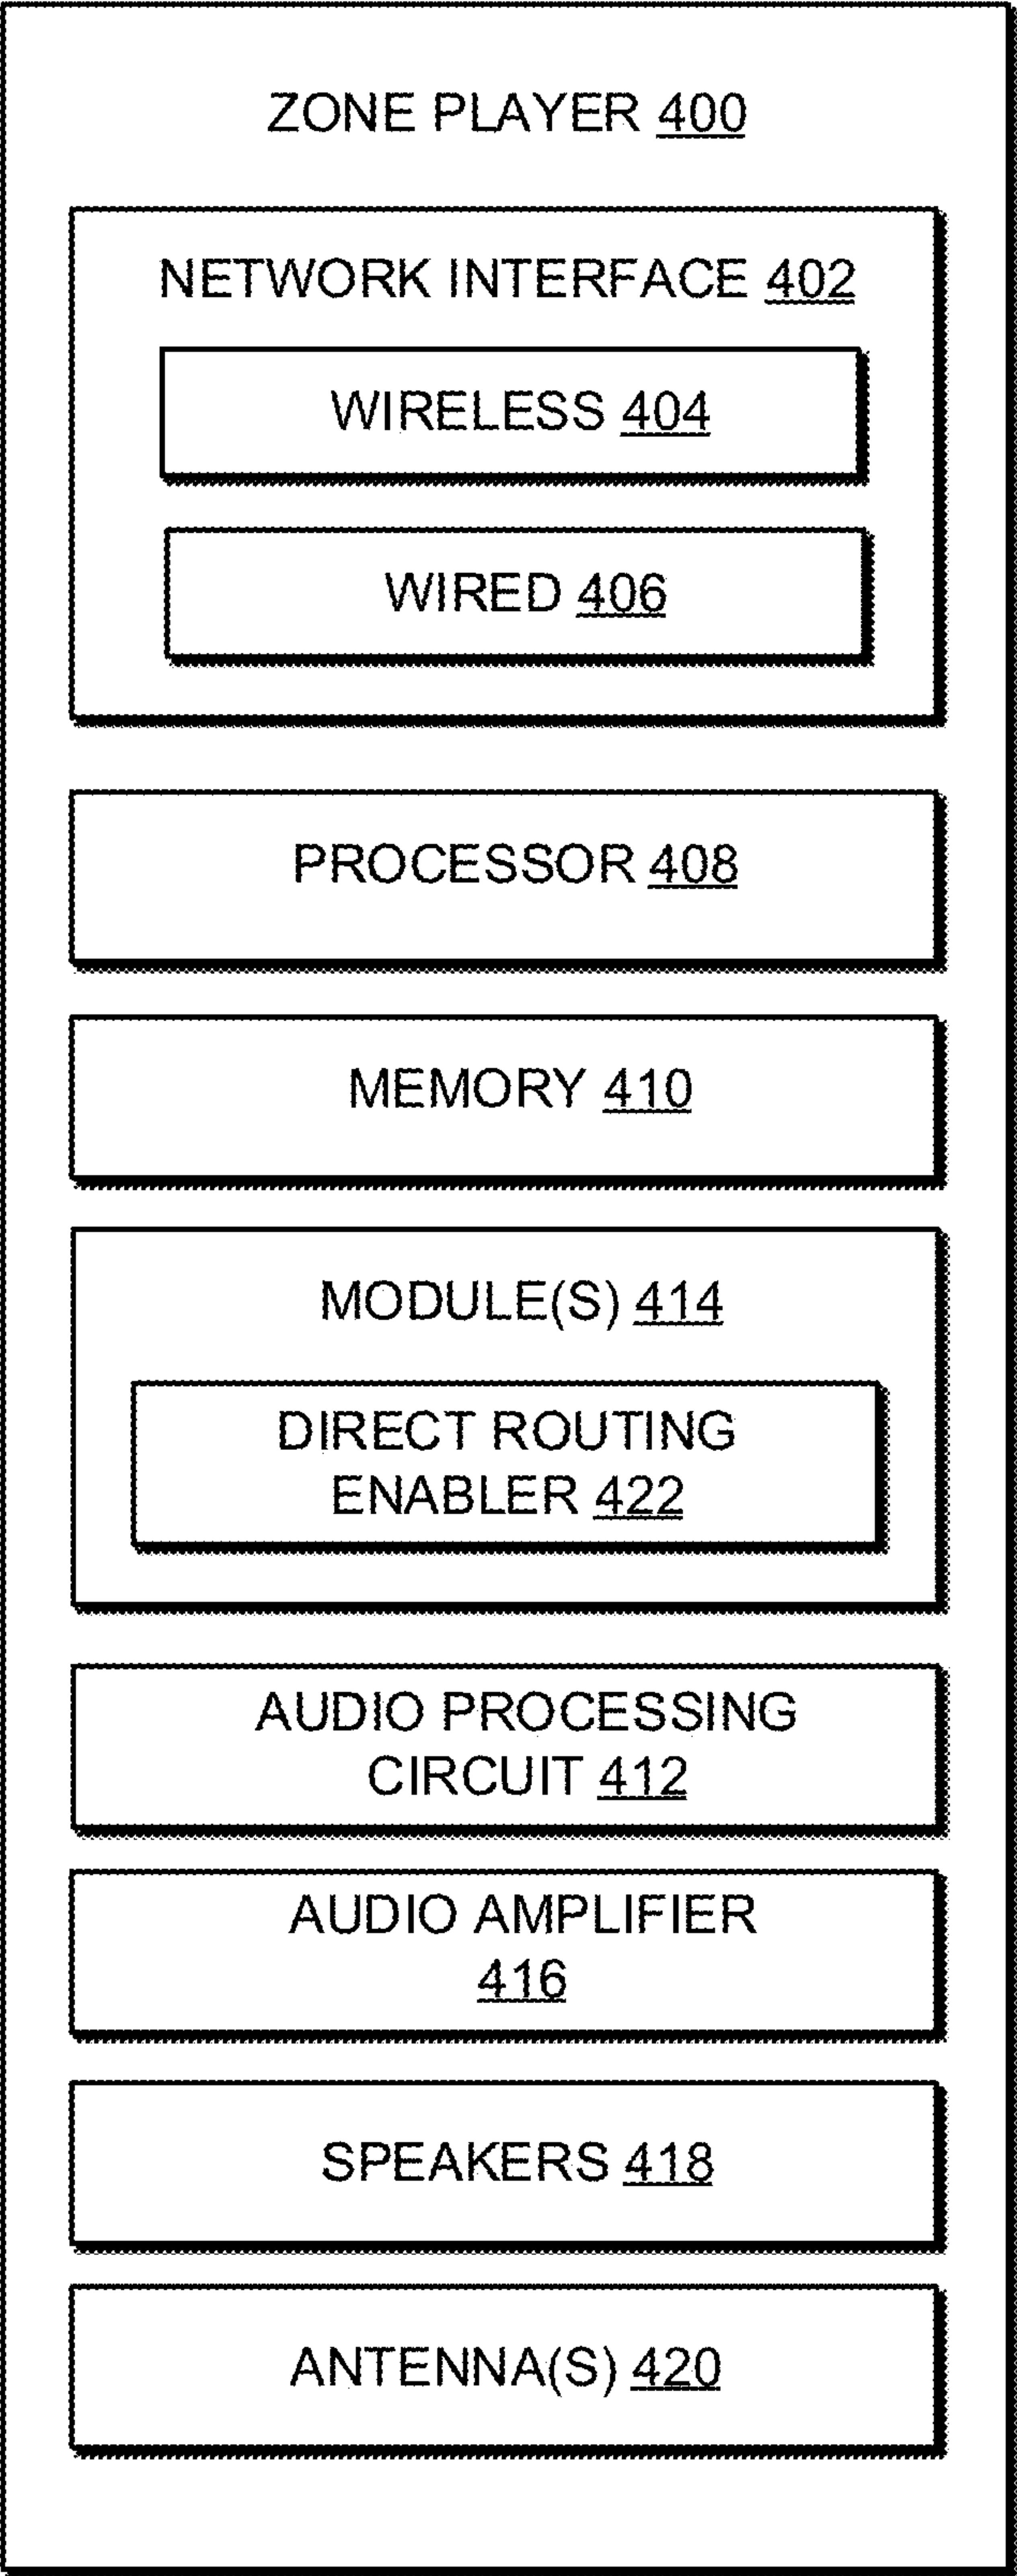 ZONE PLAYER 400
NETWORK INTERFACE 402
WIRELESS 404
WIRED 406
PROCESSOR 408
MEMORY 410
MODULE(S) 414
DIRECT ROUTING
ENABLER 422
AUDIO PROCESSING
CIRCUIT 412
AUDIO AMPLIFIER
416
SPEAKERS 418
ANTENNA(S) 420